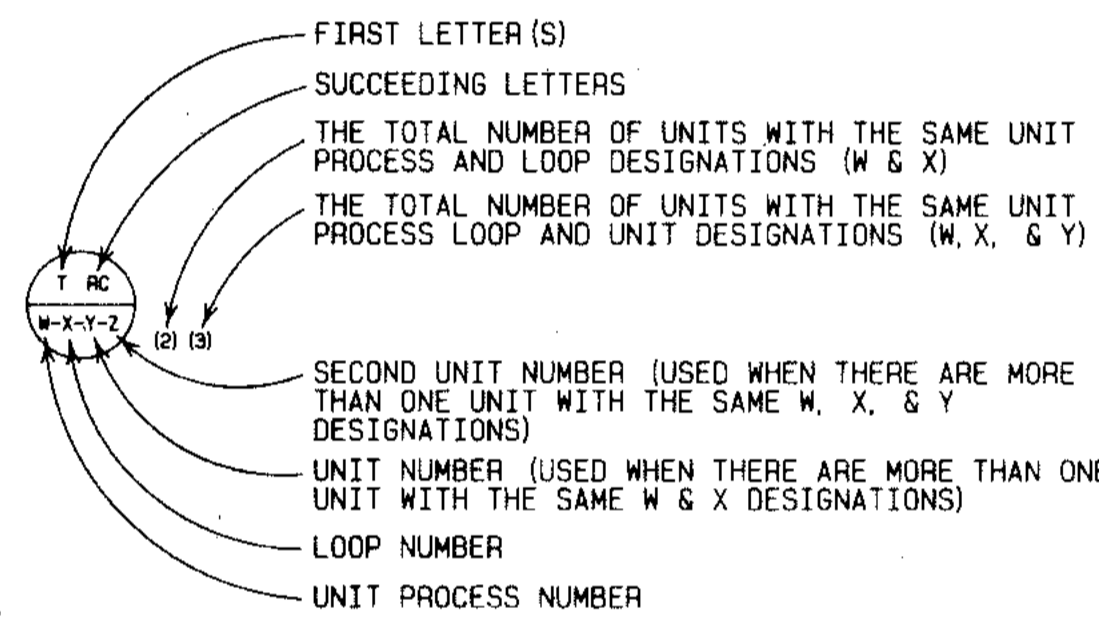 FIRST LETTER(S)
SUCCEEDING LETTERS
THE TOTAL NUMBER OF UNITS WITH THE SAME UNIT
PROCESS AND LOOP DESIGNATIONS (W & X)
THE TOTAL NUMBER OF UNITS WITH THE SAME UNIT
PROCESS LOOP AND UNIT DESIGNATIONS (W, X, & Y)
T RC
W-X-Y-Z (2) (3)
SECOND UNIT NUMBER (USED WHEN THERE ARE MORE
THAN ONE UNIT WITH THE SAME W, X, & Y
DESIGNATIONS)
UNIT NUMBER (USED WHEN THERE ARE MORE THAN ONE
UNIT WITH THE SAME W & X DESIGNATIONS)
LOOP NUMBER
UNIT PROCESS NUMBER